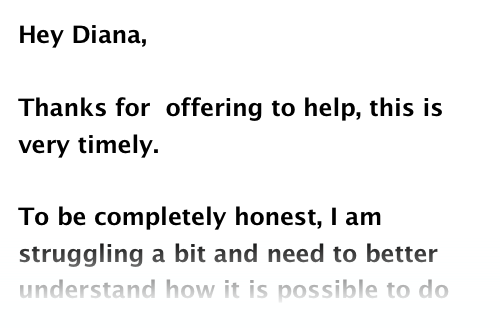 Hey Diana,
Thanks for  offering to help, this is
very timely.
To be completely honest, I am
struggling a bit and need to better
understand how it is possible to do